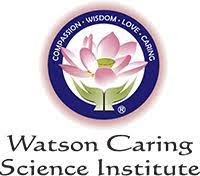 COMPASSION · WISDOM · LOVE · CARING
®
Watson Caring
Science Institute